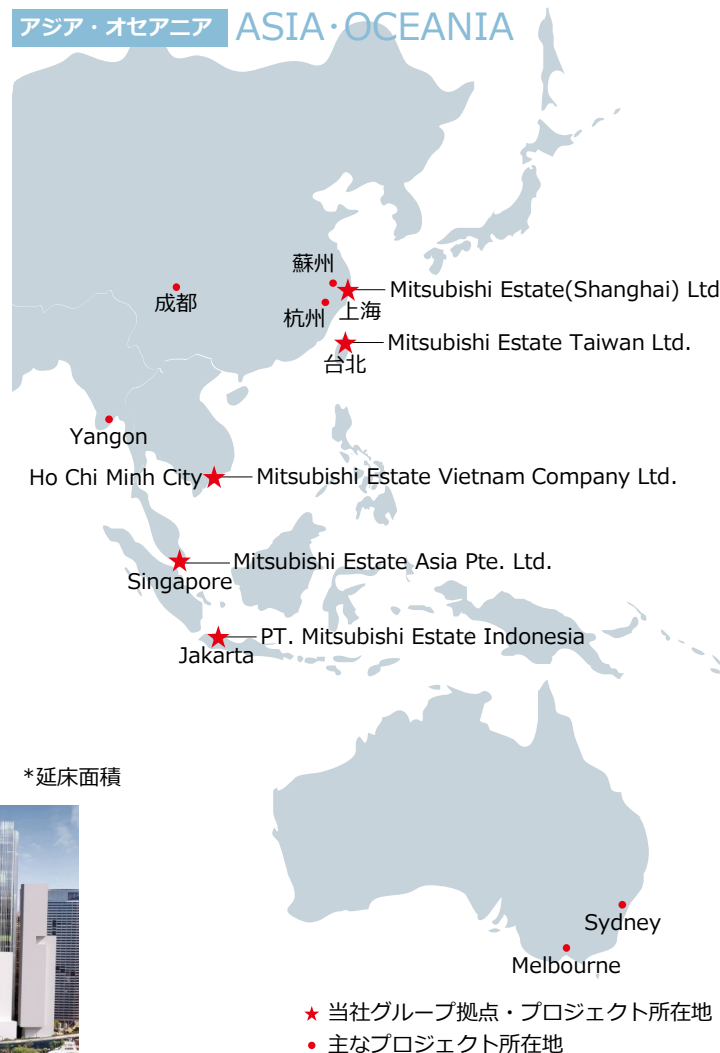 アジア・オセアニア ASIA・OCEANIA
蘇州
Mitsubishi Estate(Shanghai) Ltd
成都
杭州 上海
Mitsubishi Estate Taiwan Ltd.
台北
Yangon
Ho Chi Minh City Mitsubishi Estate Vietnam Company Ltd.
Mitsubishi Estate Asia Pte. Ltd.
Singapore
PT. Mitsubishi Estate Indonesia
Jakarta
*延床面積
Sydney
Melbourne
★ 当社グループ拠点・プロジェクト所在地
● 主なプロジェクト所在地